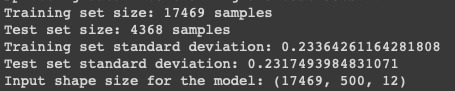 Training set size: 17469 samples
Test set size: 4368 samples
Training set standard deviation: 0.23364261164281808
Test set standard deviation: 0.2317499384831071
Input shape size for the model: (17469, 500, 12)